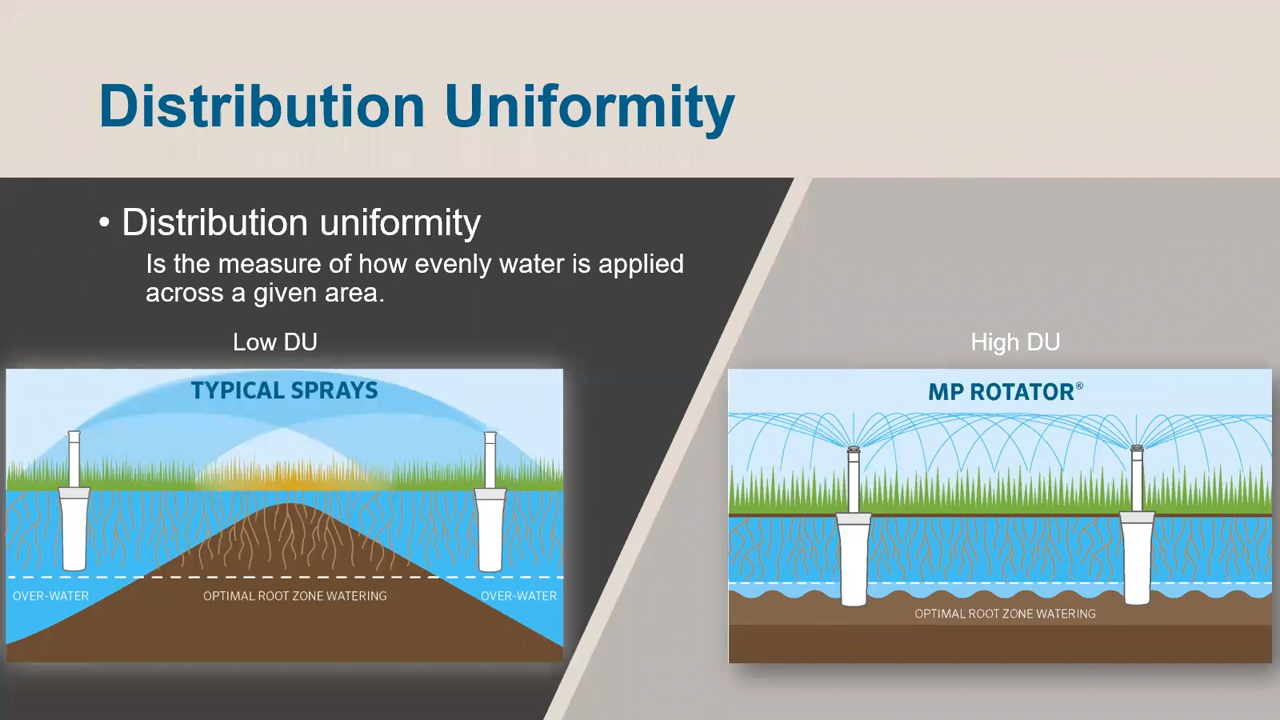 Distribution Uniformity
• Distribution uniformity
Is the measure of how evenly water is applied
across a given area.
Low DU
TYPICAL SPRAYS
OVER-WATER
OPTIMAL ROOT ZONE WATERING
OVER-WATER
High DU
MP ROTATOR®
OPTIMAL ROOT ZONE WATERING